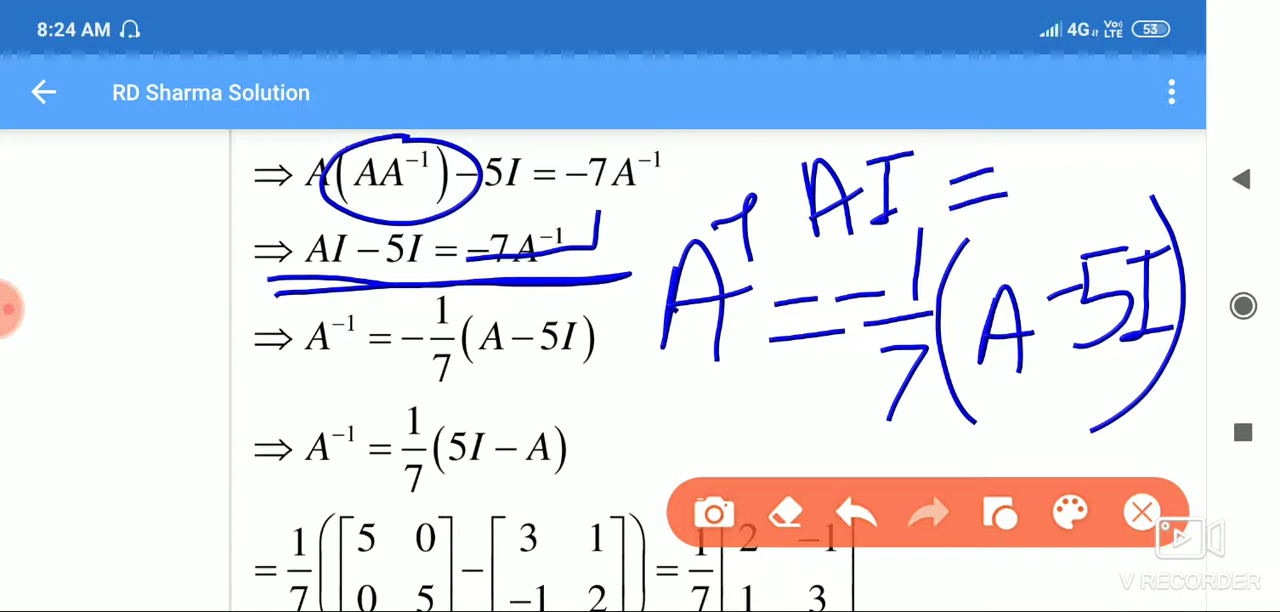 8:24 AM 4G Vo) LTE 53
RD Sharma Solution
⇒ A(AA⁻¹) − 5I = −7A⁻¹
⇒ AI − 5I = −7A⁻¹
⇒ A⁻¹ = −1/7 (A − 5I)
⇒ A⁻¹ = 1/7 (5I − A)
= 1/7 ([5 0 0 5] − [3 1 −1 2]) = 1/7 [2 −1 1 3]
AI =
A⁻¹ = −1/7 (A − 5I)
V RECORDER